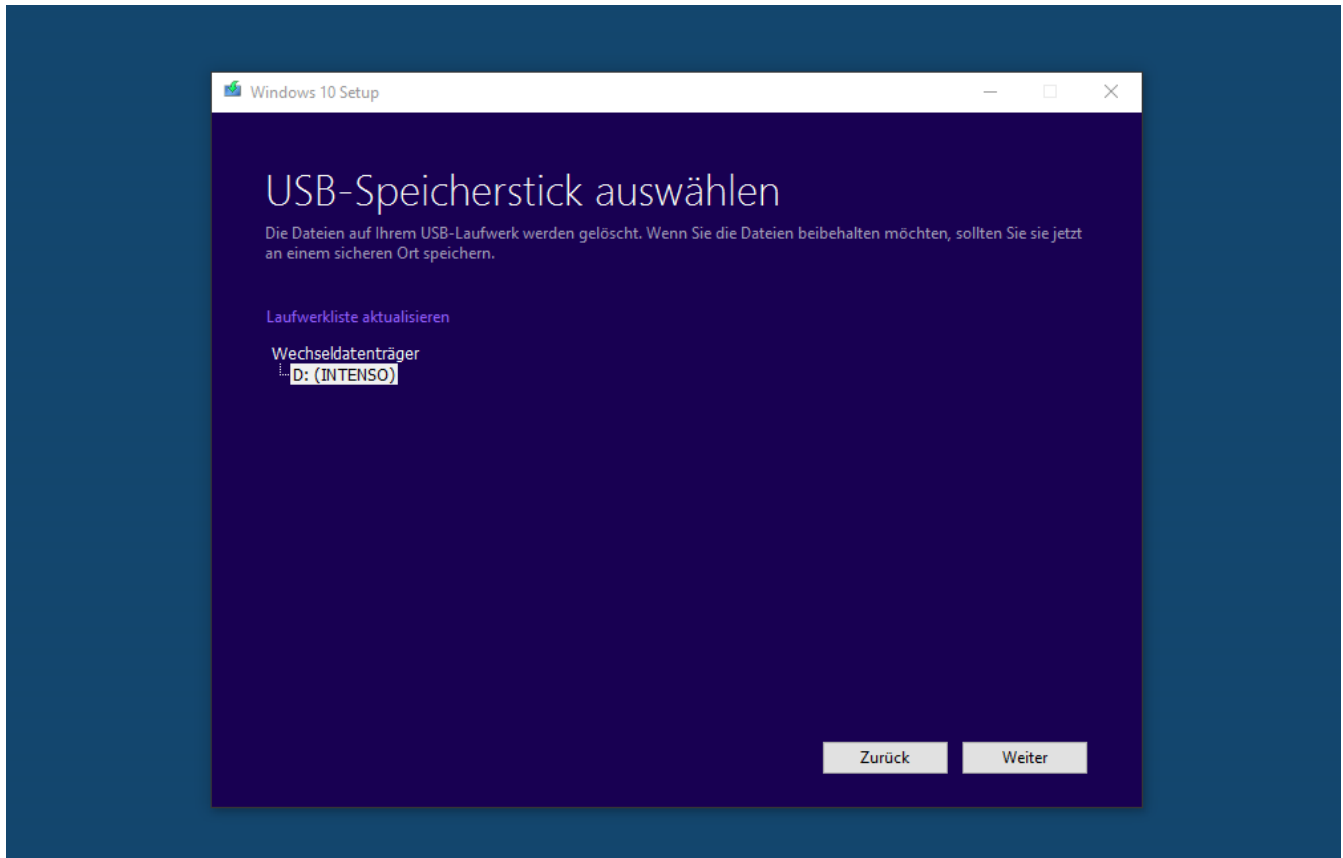 Windows 10 Setup
USB-Speicherstick auswählen
Die Dateien auf Ihrem USB-Laufwerk werden gelöscht. Wenn Sie die Dateien beibehalten möchten, sollten Sie sie jetzt
an einem sicheren Ort speichern.
Laufwerkliste aktualisieren
Wechseldatenträger
D: (INTENSO)
Zurück
Weiter